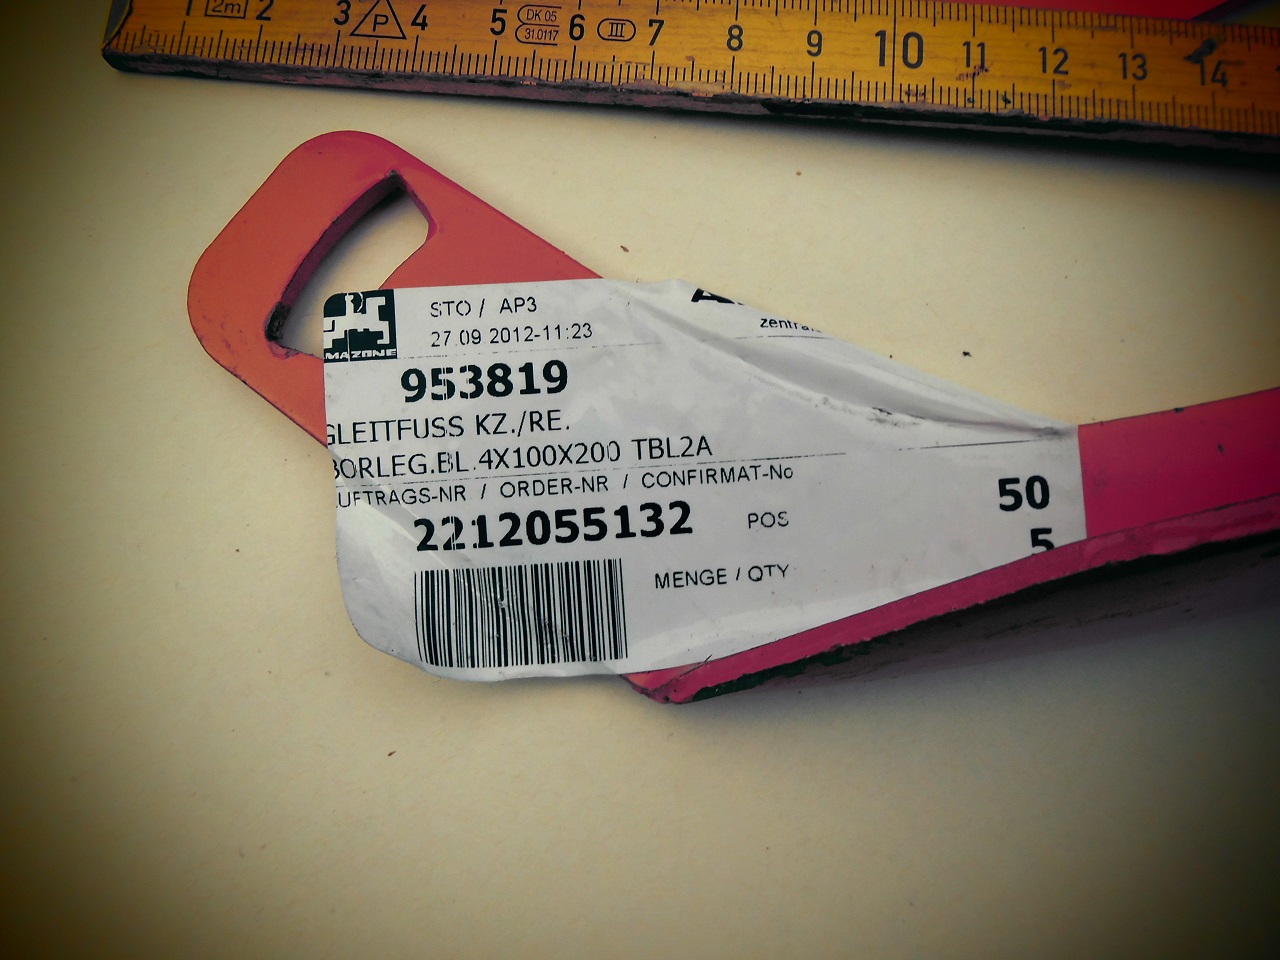 1 2m 2 3 P 4 5 DK 05 31.0117 6 III 7 8 9 10 11 12 13 14
STO / AP3
27.09 2012-11:23
MAZONE
zentra
953819
GLEITFUSS KZ./RE.
BORLEG.BL.4X100X200 TBL2A
UFTRAGS-NR / ORDER-NR / CONFIRMAT-No
2212055132 POS 50
MENGE / QTY 5